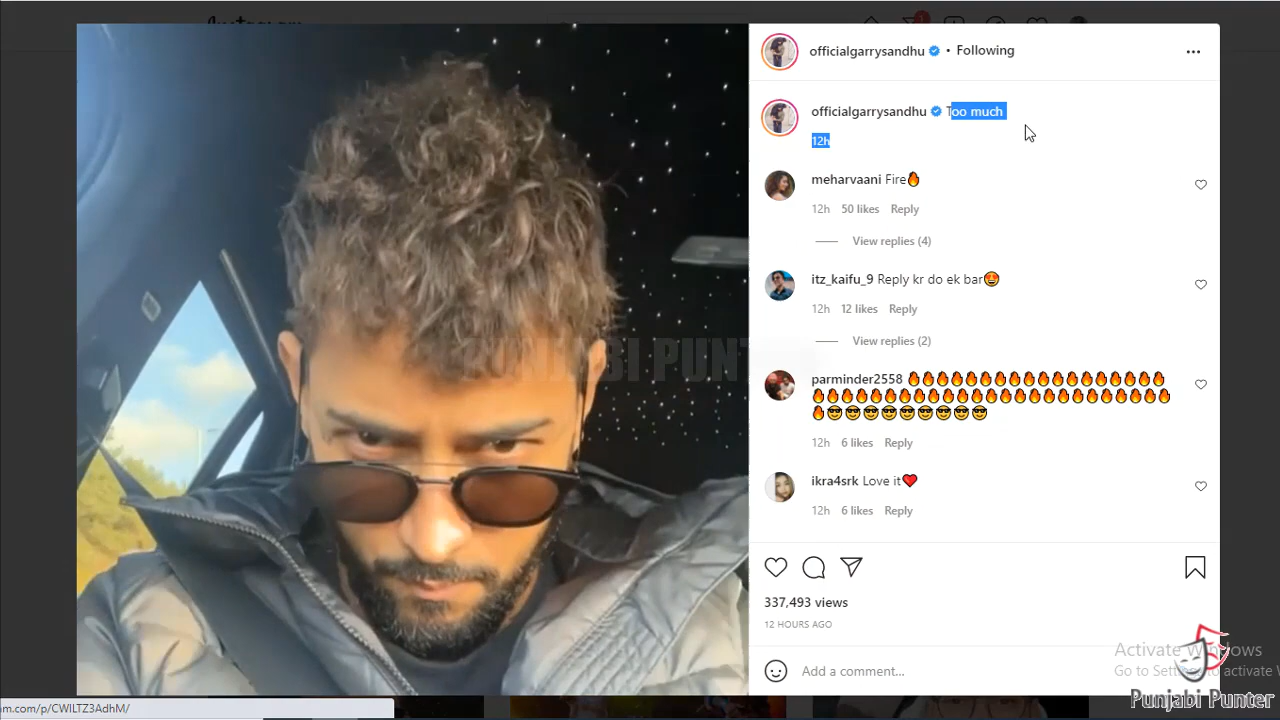 Instagram
1
officialgarrysandhu • Following
officialgarrysandhu Too much
12h
meharvaani Fire🔥
12h 50 likes Reply
View replies (4)
itz_kaifu_9 Reply kr do ek bar🤩
12h 12 likes Reply
View replies (2)
PUNJABI PUNT
parminder2558 🔥🔥🔥🔥🔥🔥🔥🔥🔥🔥🔥🔥🔥🔥🔥🔥🔥🔥
🔥🔥🔥🔥🔥🔥🔥🔥🔥🔥🔥🔥🔥🔥🔥🔥🔥🔥🔥🔥🔥🔥🔥🔥🔥
🔥😎😎😎😎😎😎😎😎😎
12h 6 likes Reply
ikra4srk Love it❤️
12h 6 likes Reply
337,493 views
12 HOURS AGO
Add a comment...
Activate Windows
Go to Settings to activate
am.com/p/CWILTZ3AdhM/
Punjabi Punter